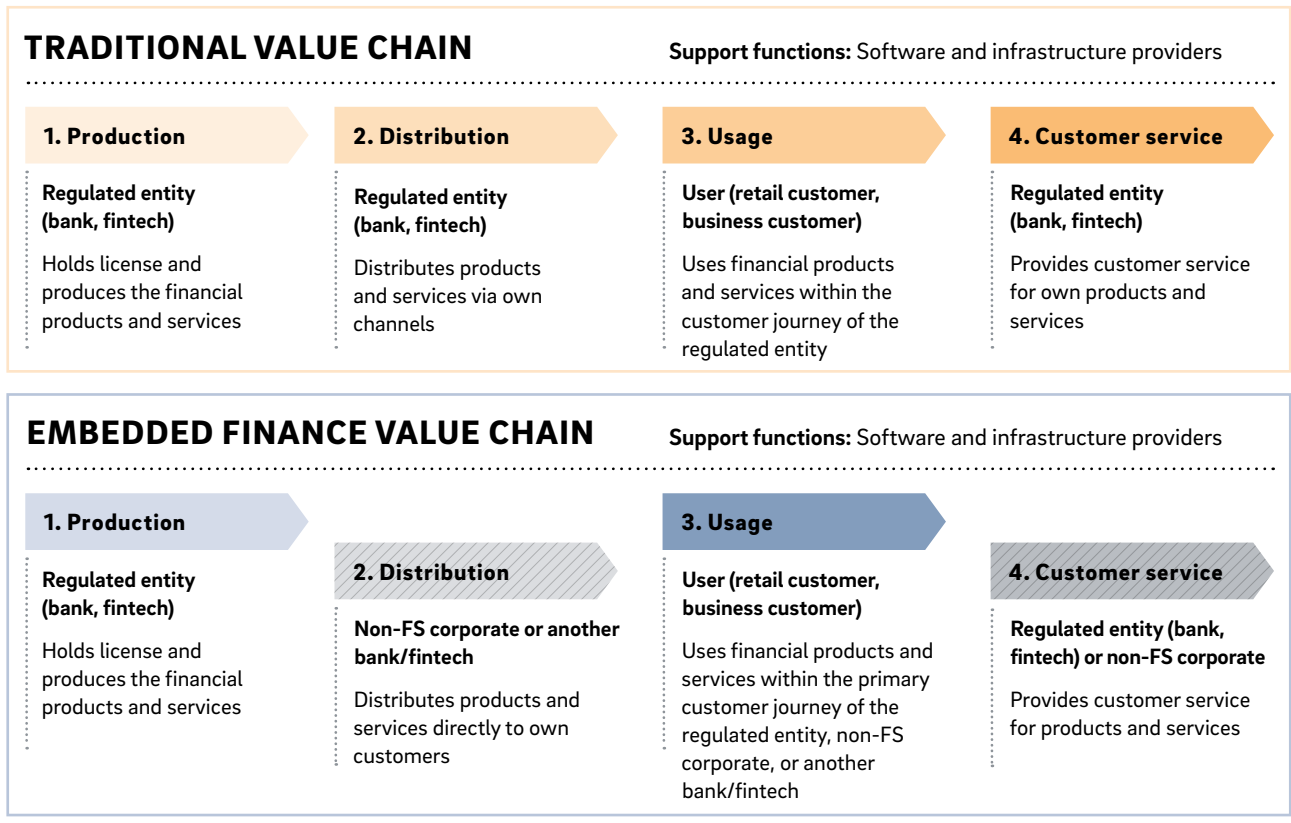 TRADITIONAL VALUE CHAIN
Support functions: Software and infrastructure providers
1. Production
Regulated entity
(bank, fintech)
Holds license and
produces the financial
products and services
2. Distribution
Regulated entity
(bank, fintech)
Distributes products
and services via own
channels
3. Usage
User (retail customer,
business customer)
Uses financial products
and services within the
customer journey of the
regulated entity
4. Customer service
Regulated entity
(bank, fintech)
Provides customer service
for own products and
services
EMBEDDED FINANCE VALUE CHAIN
Support functions: Software and infrastructure providers
1. Production
Regulated entity
(bank, fintech)
Holds license and
produces the financial
products and services
2. Distribution
Non-FS corporate or another
bank/fintech
Distributes products and
services directly to own
customers
3. Usage
User (retail customer,
business customer)
Uses financial products and
services within the primary
customer journey of the
regulated entity, non-FS
corporate, or another
bank/fintech
4. Customer service
Regulated entity (bank,
fintech) or non-FS corporate
Provides customer service
for products and services